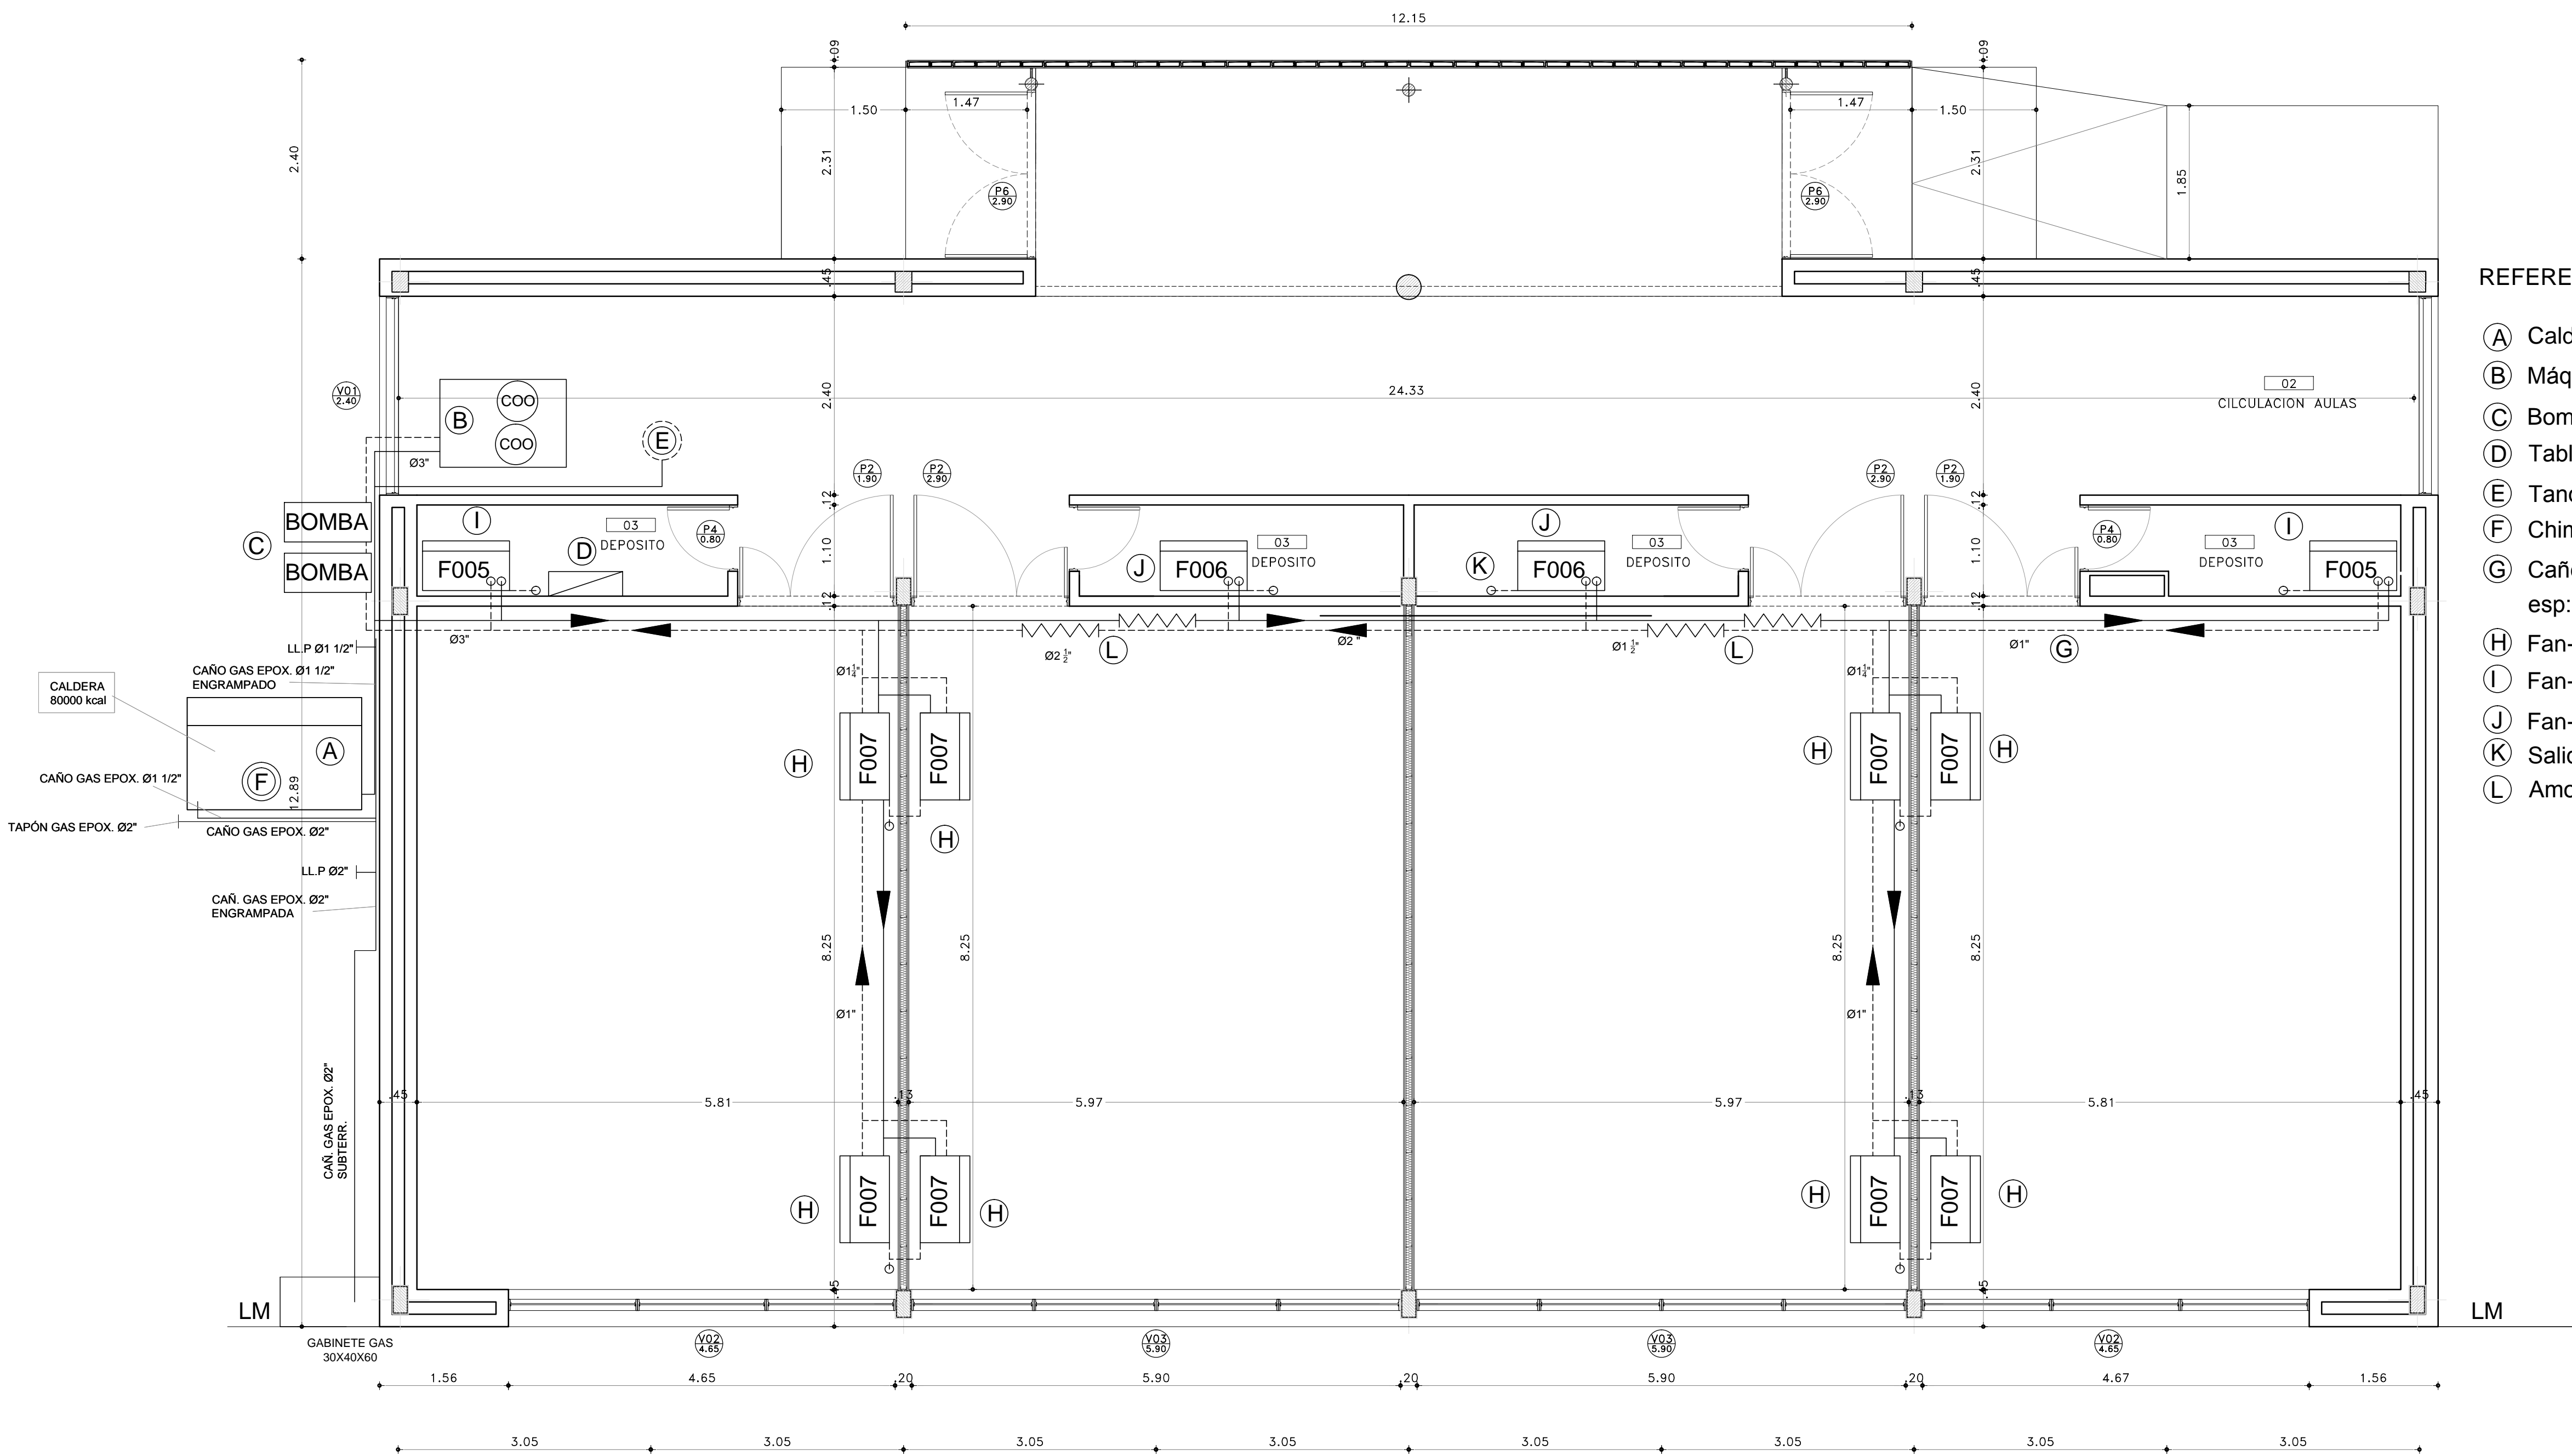 12.15
.09
.09
1.50
1.47
1.47
1.50
2.40
2.31
2.31
1.85
P6
2.90
P6
2.90
.45
.45
REFERE
A Cald
B Máq
C Bom
D Tabl
E Tanq
F Chim
G Cañe
esp:
H Fan-
I Fan-
J Fan-
K Salid
L Amo
V01
2.40
COO
B
COO
Ø3"
E
2.40
24.33
2.40
02
CILCULACION AULAS
P2
1.90
P2
2.90
P2
2.90
P2
1.90
.12
.12
BOMBA
C
BOMBA
I
03
DEPOSITO
P4
0.80
F005
D
1.10
J
F006
03
DEPOSITO
J
K
F006
03
DEPOSITO
1.10
P4
0.80
03
DEPOSITO
I
F005
.12
.12
Ø3"
Ø2 1/2"
L
Ø2 "
Ø1 1/2"
L
Ø1"
G
LL.P Ø1 1/2"
CAÑO GAS EPOX. Ø1 1/2"
ENGRAMPADO
CALDERA
80000 kcal
A
F
12.89
CAÑO GAS EPOX. Ø1 1/2"
TAPÓN GAS EPOX. Ø2"
CAÑO GAS EPOX. Ø2"
LL.P Ø2"
CAÑ. GAS EPOX. Ø2"
ENGRAMPADA
CAÑ. GAS EPOX. Ø2"
SUBTERR.
Ø1 1/4"
Ø1 1/4"
H
F007
F007
H
H
F007
F007
H
8.25
8.25
8.25
8.25
Ø1"
Ø1"
.45
5.81
.13
5.97
5.97
.13
5.81
.45
H
F007
F007
H
H
F007
F007
H
.45
.45
LM
LM
GABINETE GAS
30X40X60
V02
4.65
V03
5.90
V03
5.90
V02
4.65
1.56
4.65
.20
5.90
.20
5.90
.20
4.67
1.56
3.05
3.05
3.05
3.05
3.05
3.05
3.05
3.05